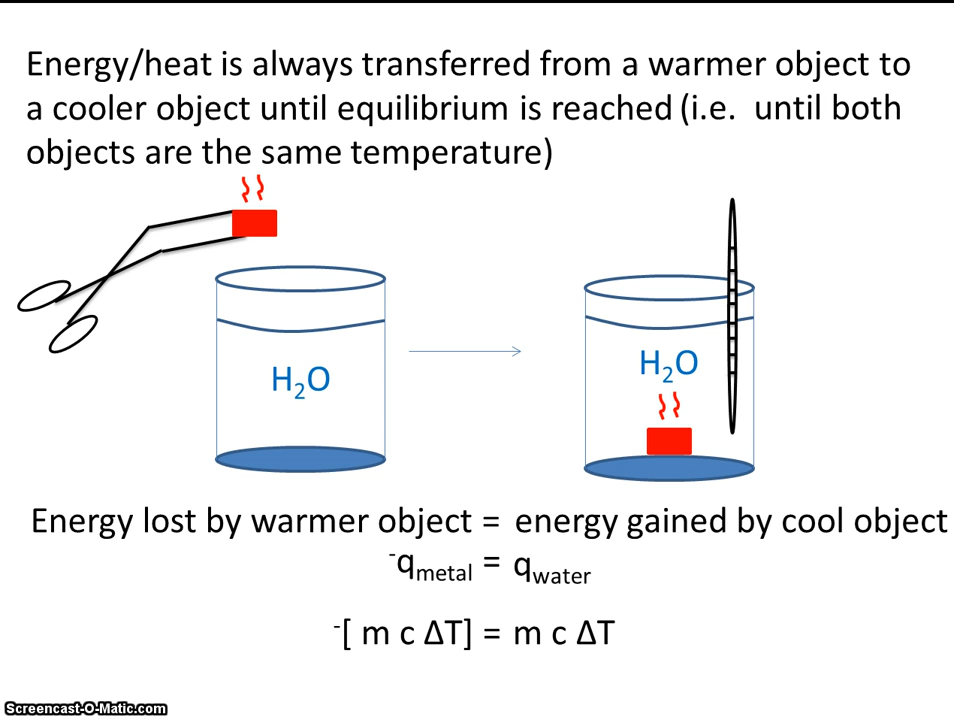 Energy/heat is always transferred from a warmer object to
a cooler object until equilibrium is reached (i.e. until both
objects are the same temperature)
H₂O
H₂O
Energy lost by warmer object = energy gained by cool object
⁻qmetal = qwater
⁻[ m c ΔT] = m c ΔT
Screencast-O-Matic.com